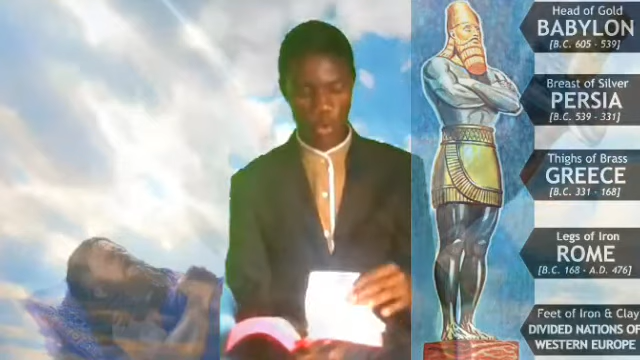 Head of Gold
BABYLON
[B.C. 605 - 539]
Breast of Silver
PERSIA
[B.C. 539 - 331]
Thighs of Brass
GREECE
[B.C. 331 - 168]
Legs of Iron
ROME
[B.C. 168 - A.D. 476]
Feet of Iron & Clay
DIVIDED NATIONS OF
WESTERN EUROPE